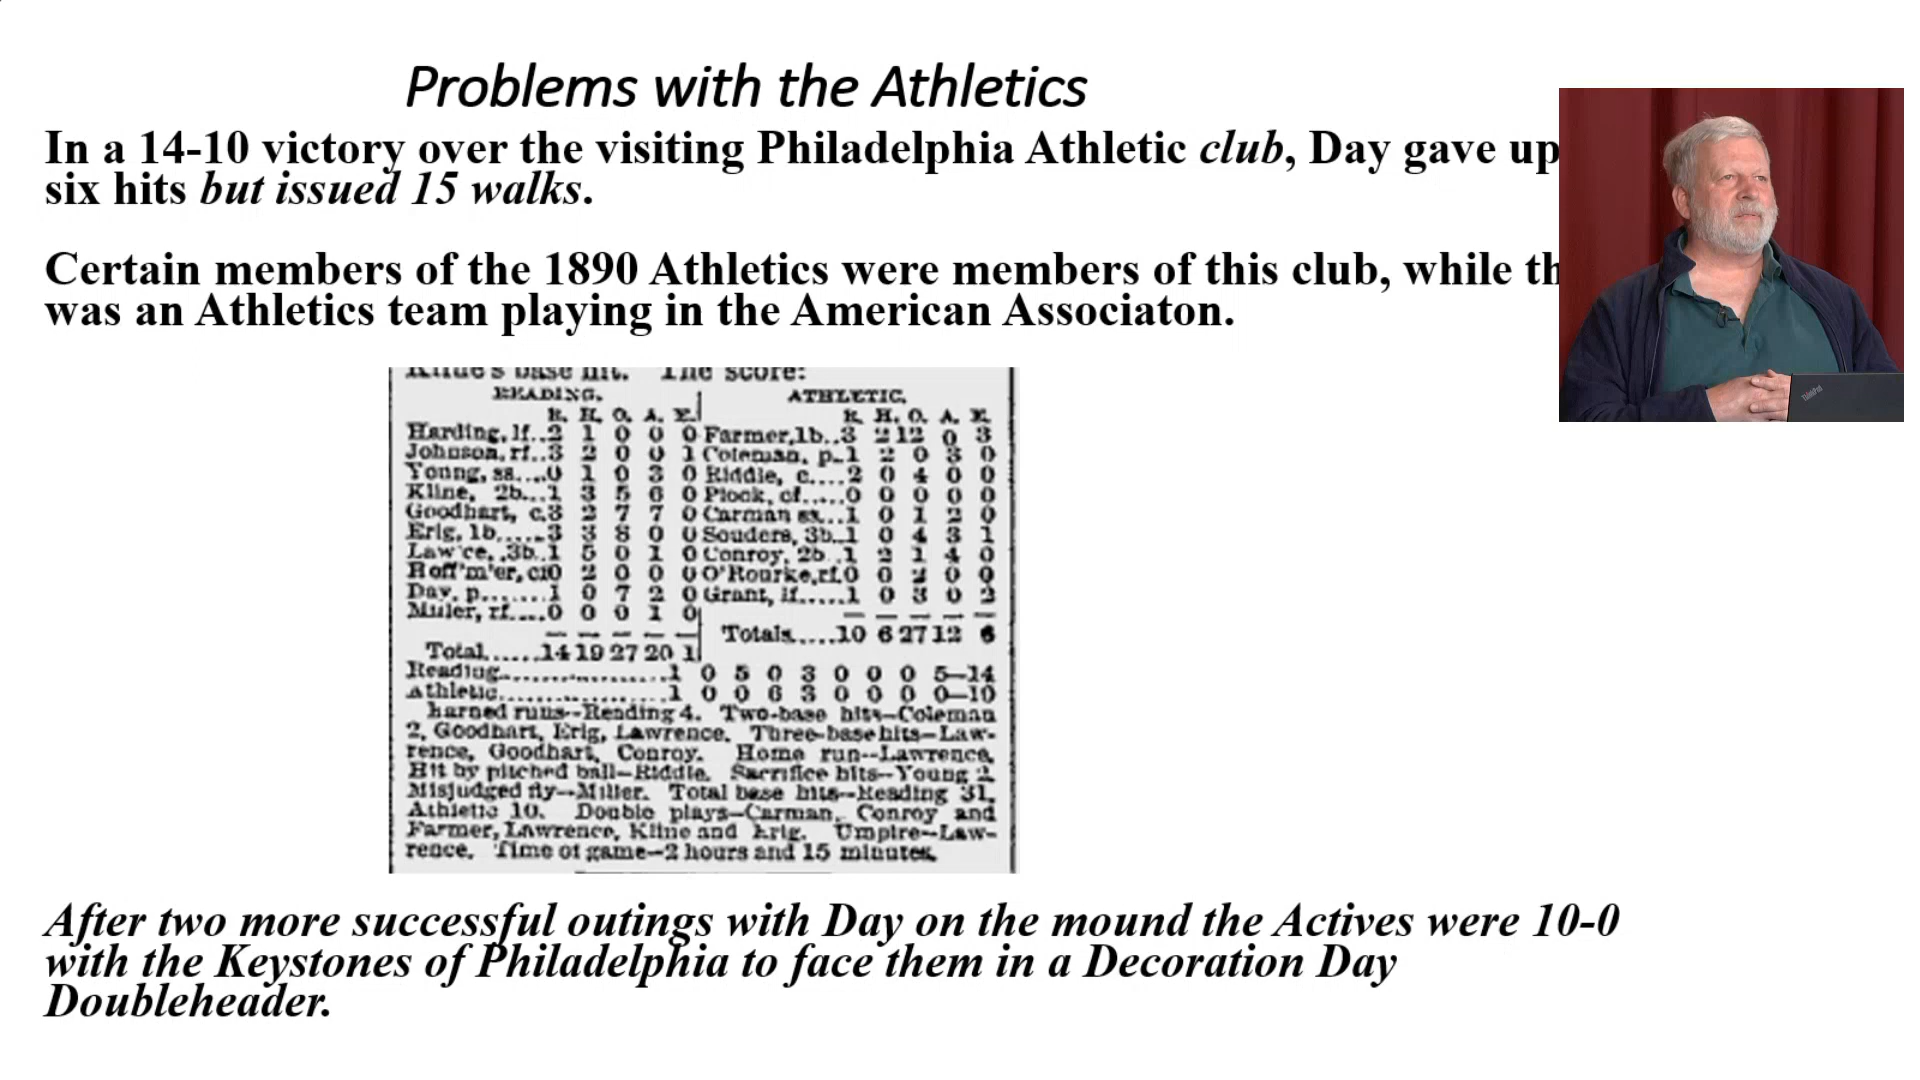 Problems with the Athletics
In a 14-10 victory over the visiting Philadelphia Athletic club, Day gave up
six hits but issued 15 walks.
Certain members of the 1890 Athletics were members of this club, while
was an Athletics team playing in the American Associaton.
base hit. The score:
READING.
R. H. O. A. E.
Harding, lf..2 1 0 0 0
Johnson, rf..3 2 0 0 1
Young, ss.....0 1 0 3 0
Kline, 2b...1 3 5 6 0
Goodhart, c.3 2 7 7 0
Erig, 1b.....3 3 8 0 0
Law'ce, .3b.1 5 0 1 0
Hoff'm'er, 0 2 0 0 0
Day, p.......1 0 7 2 0
Miller, rf....0 0 0 1 0
Total......14 19 27 20 1
ATHLETIC.
R. H. O. A. E.
Farmer,1b..3 2 12 0 3
Coleman, p..1 2 0 3 0
Riddle, c....2 0 4 0 0
Plock, cf.....0 0 0 0 0
Carman ss...1 0 1 2 0
Souders, 3b..1 0 4 3 1
Conroy, 2b..1 2 1 4 0
O'Rourke,rf.0 0 2 0 0
Grant, lf.....1 0 3 0 2
Totals.....10 6 27 12 6
Reading....................1 0 5 0 3 0 0 0 5—14
Athletic....................1 0 0 6 3 0 0 0 0—10
Earned runs--Reading 4. Two-base hits—Coleman
2, Goodhart, Erig, Lawrence. Three-base hits—Law-
rence, Goodhart, Conroy. Home run--Lawrence.
Hit by pitched ball—Riddle. Sacrifice hits--Young 2.
Misjudged fly--Miller. Total base hits--Reading 31,
Athletic 10. Double plays—Carman, Conroy and
Farmer, Lawrence, Kline and Erig. Umpire--Law-
rence. Time of game—2 hours and 15 minutes.
After two more successful outings with Day on the mound the Actives were 10-0
with the Keystones of Philadelphia to face them in a Decoration Day
Doubleheader.
ThinkPad